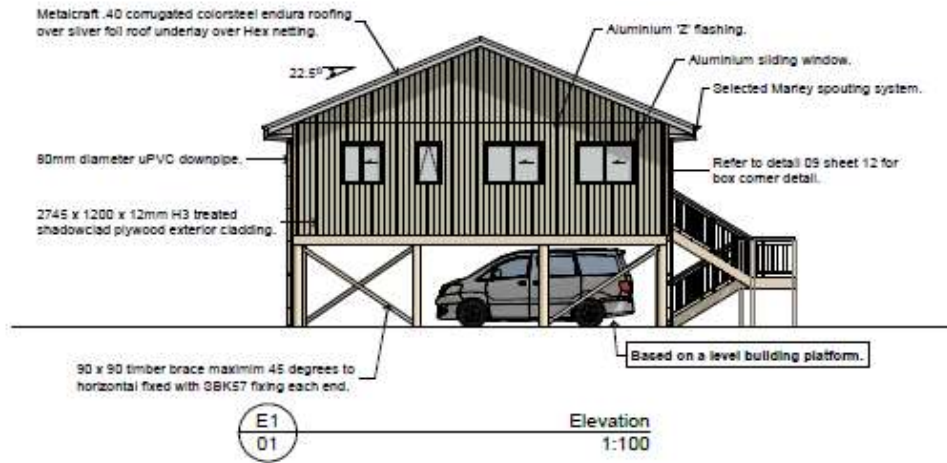 Metalcraft .40 corrugated colorsteel endura roofing
over sliver foil roof underlay over Hex netting.
Aluminium 'Z' flashing.
22.5°
Aluminium sliding window.
Selected Marley spouting system.
80mm diameter uPVC downpipe.
Refer to detail 09 sheet 12 for
box corner detail.
2745 x 1200 x 12mm H3 treated
shadowclad plywood exterior cladding.
Based on a level building platform.
90 x 90 timber brace maximim 45 degrees to
horizontal fixed with SBK57 fixing each end.
E1
01
Elevation
1:100